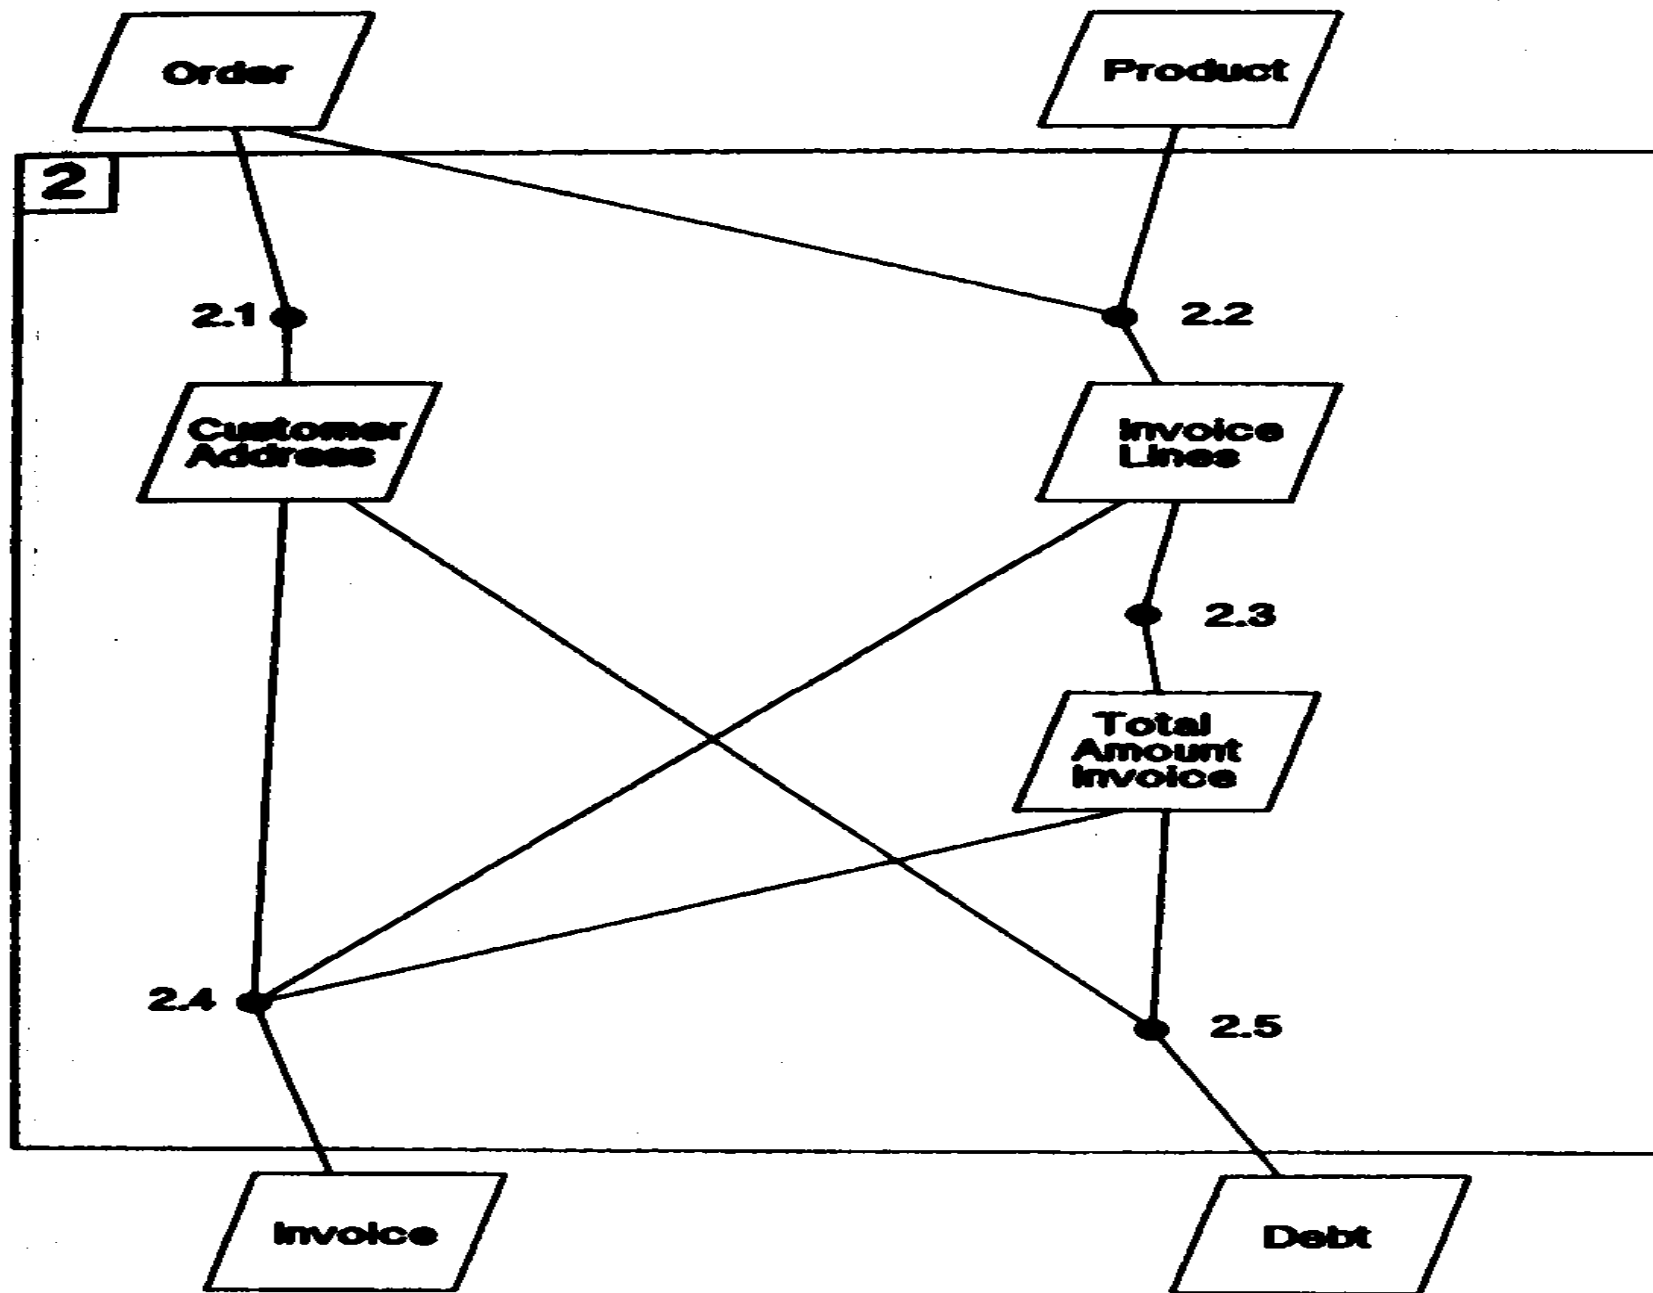 Order
Product
2
2.1
2.2
Customer
Address
Invoice
Lines
2.3
Total
Amount
Invoice
2.4
2.5
Invoice
Debt